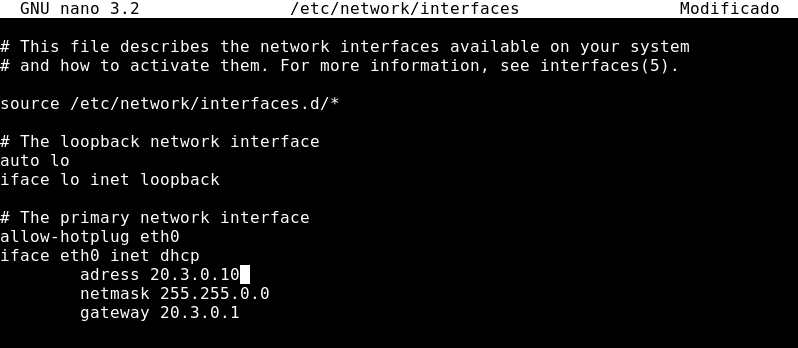 GNU nano 3.2 /etc/network/interfaces Modificado
# This file describes the network interfaces available on your system
# and how to activate them. For more information, see interfaces(5).
source /etc/network/interfaces.d/*
# The loopback network interface
auto lo
iface lo inet loopback
# The primary network interface
allow-hotplug eth0
iface eth0 inet dhcp
adress 20.3.0.10
netmask 255.255.0.0
gateway 20.3.0.1